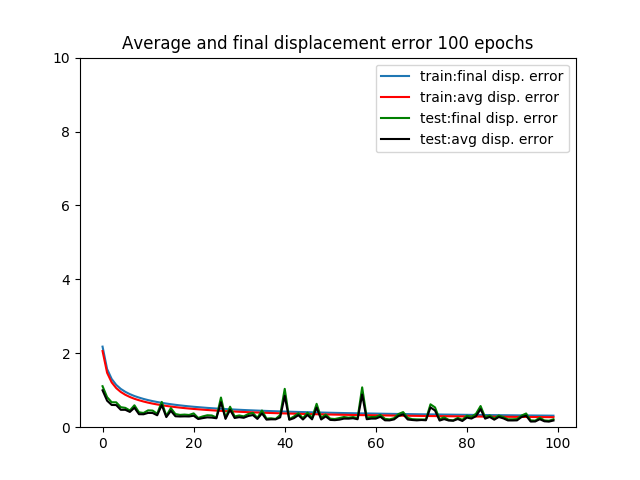 Average and final displacement error 100 epochs
train:final disp. error
train:avg disp. error
test:final disp. error
test:avg disp. error
10
8
6
4
2
0
0 20 40 60 80 100